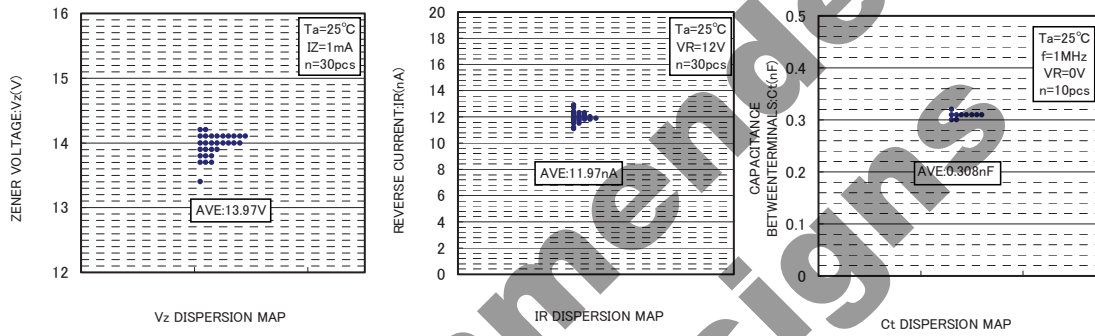 16
15
14
13
12
ZENER VOLTAGE:Vz(V)
Ta=25°C
IZ=1mA
n=30pcs
AVE:13.97V
Vz DISPERSION MAP
20
18
16
14
12
10
8
6
4
2
0
REVERSE CURRENT:IR(nA)
Ta=25°C
VR=12V
n=30pcs
AVE:11.97nA
IR DISPERSION MAP
0.5
0.4
0.3
0.2
0.1
0
CAPACITANCE
BETWEENTERMINALS:Ct(nF)
Ta=25°C
f=1MHz
VR=0V
n=10pcs
AVE:0.308nF
Ct DISPERSION MAP
mende
signs